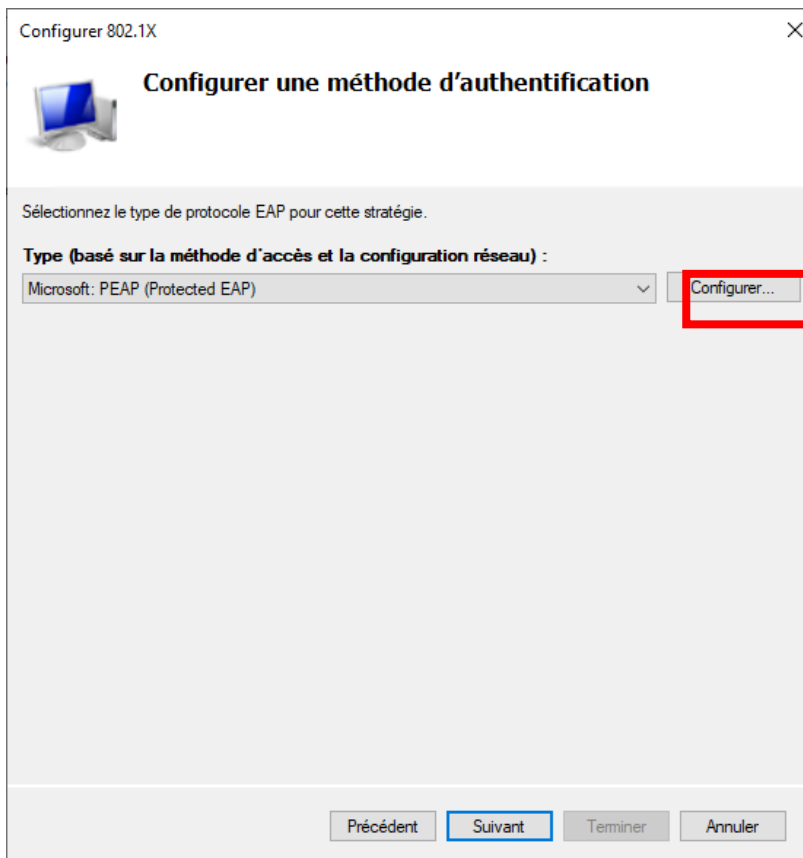 Configurer 802.1X
Configurer une méthode d'authentification
Sélectionnez le type de protocole EAP pour cette stratégie.
Type (basé sur la méthode d'accès et la configuration réseau) :
Microsoft: PEAP (Protected EAP)
Configurer...
Précédent
Suivant
Terminer
Annuler